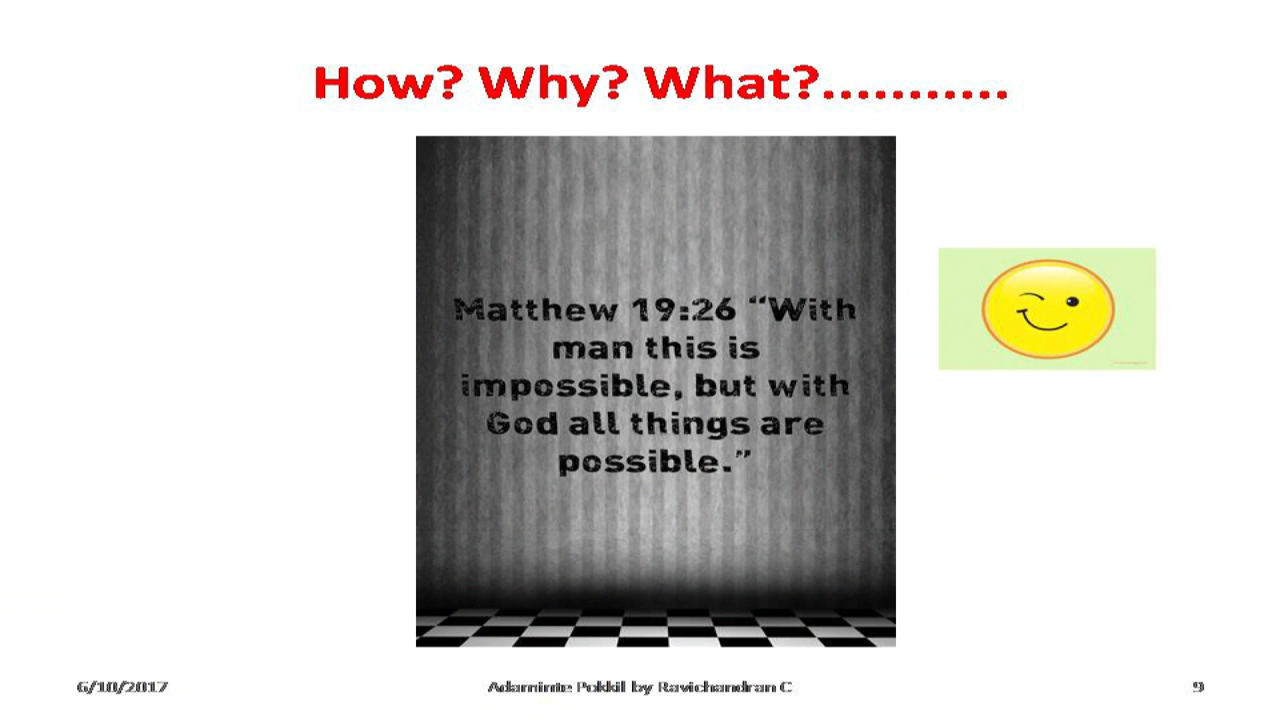 How? Why? What?...........
Matthew 19:26 “With
man this is
impossible, but with
God all things are
possible.”
6/10/2017
Adaminte Pokkil by Ravichandran C
9